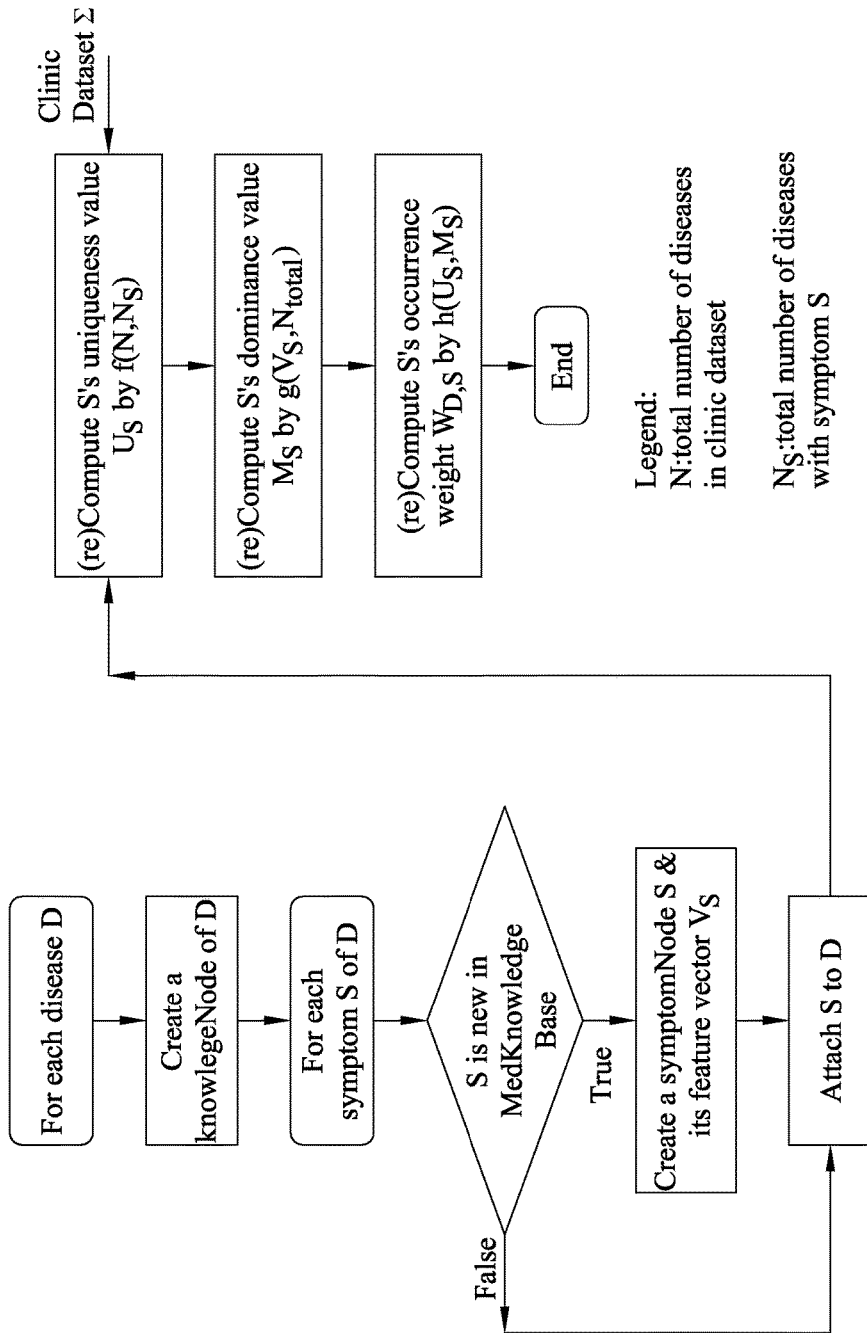 For each disease D
Create a
knowlegeNode of D
For each
symptom S of D
S is new in
MedKnowledge
Base
False
True
Create a symptomNode S &
its feature vector V_S
Attach S to D
Clinic
Dataset Σ
(re)Compute S's uniqueness value
U_S by f(N,N_S)
(re)Compute S's dominance value
M_S by g(V_S,N_total)
(re)Compute S's occurrence
weight W_D,S by h(U_S,M_S)
End
Legend:
N:total number of diseases
in clinic dataset
N_S:total number of diseases
with symptom S